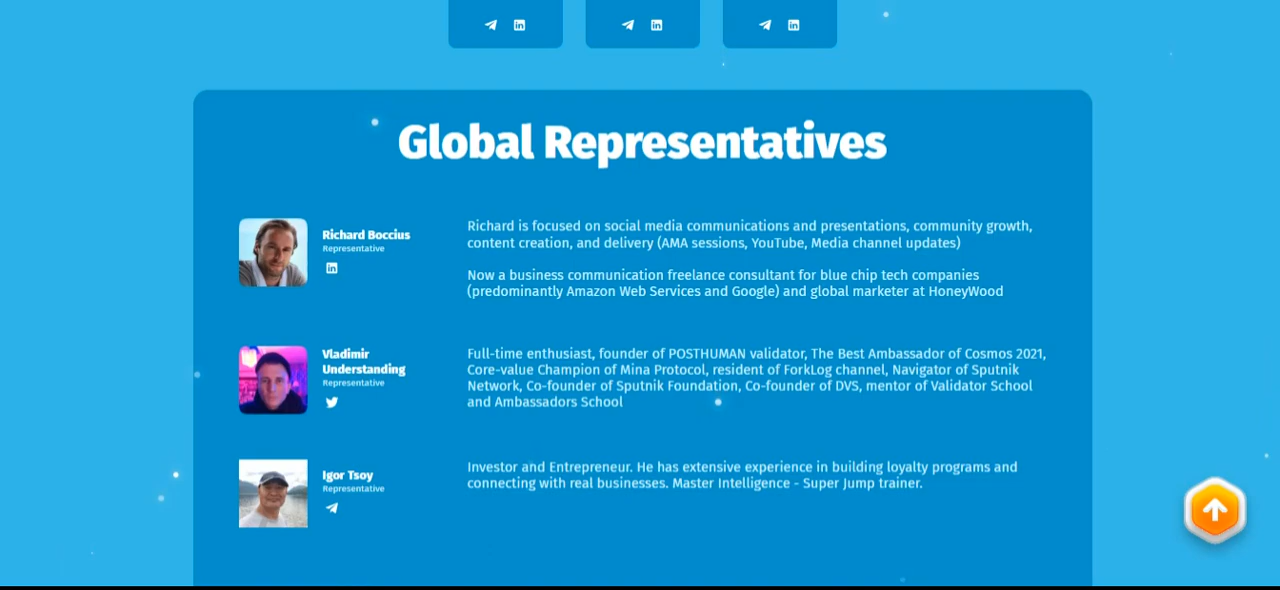 Global Representatives
Richard Boccius
Representative
Richard is focused on social media communications and presentations, community growth,
content creation, and delivery (AMA sessions, YouTube, Media channel updates)
Now a business communication freelance consultant for blue chip tech companies
(predominantly Amazon Web Services and Google) and global marketer at HoneyWood
Vladimir
Understanding
Representative
Full-time enthusiast, founder of POSTHUMAN validator, The Best Ambassador of Cosmos 2021,
Core-value Champion of Mina Protocol, resident of ForkLog channel, Navigator of Sputnik
Network, Co-founder of Sputnik Foundation, Co-founder of DVS, mentor of Validator School
and Ambassadors School
Igor Tsoy
Representative
Investor and Entrepreneur. He has extensive experience in building loyalty programs and
connecting with real businesses. Master Intelligence - Super Jump trainer.